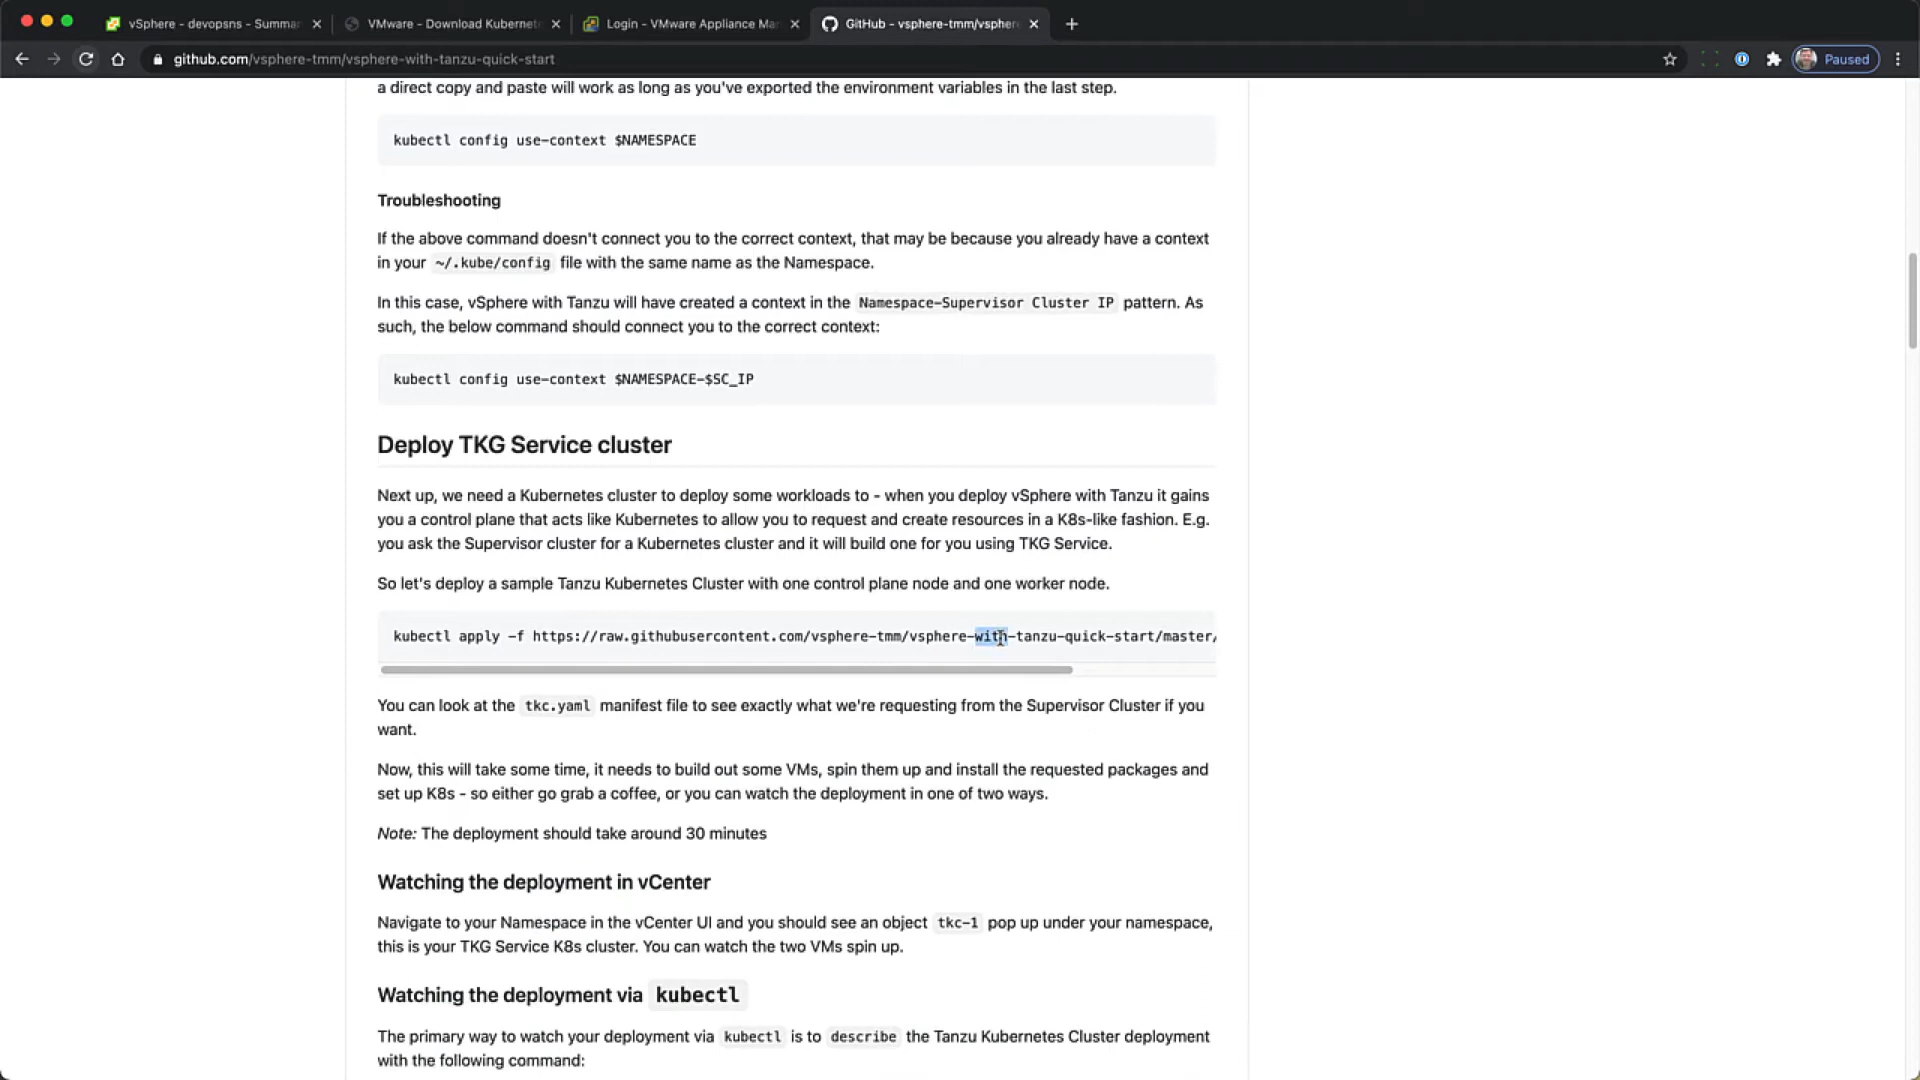 vSphere - devopsns - Summar
VMware - Download Kubernet
Login - VMware Appliance Ma
GitHub - vsphere-tmm/vspher
github.com/vsphere-tmm/vsphere-with-tanzu-quick-start
Paused
a direct copy and paste will work as long as you've exported the environment variables in the last step.
kubectl config use-context $NAMESPACE
Troubleshooting
If the above command doesn't connect you to the correct context, that may be because you already have a context
in your ~/.kube/config file with the same name as the Namespace.
In this case, vSphere with Tanzu will have created a context in the Namespace-Supervisor Cluster IP pattern. As
such, the below command should connect you to the correct context:
kubectl config use-context $NAMESPACE-$SC_IP
Deploy TKG Service cluster
Next up, we need a Kubernetes cluster to deploy some workloads to - when you deploy vSphere with Tanzu it gains
you a control plane that acts like Kubernetes to allow you to request and create resources in a K8s-like fashion. E.g.
you ask the Supervisor cluster for a Kubernetes cluster and it will build one for you using TKG Service.
So let's deploy a sample Tanzu Kubernetes Cluster with one control plane node and one worker node.
kubectl apply -f https://raw.githubusercontent.com/vsphere-tmm/vsphere-with-tanzu-quick-start/master/
You can look at the tkc.yaml manifest file to see exactly what we're requesting from the Supervisor Cluster if you
want.
Now, this will take some time, it needs to build out some VMs, spin them up and install the requested packages and
set up K8s - so either go grab a coffee, or you can watch the deployment in one of two ways.
Note: The deployment should take around 30 minutes
Watching the deployment in vCenter
Navigate to your Namespace in the vCenter UI and you should see an object tkc-1 pop up under your namespace,
this is your TKG Service K8s cluster. You can watch the two VMs spin up.
Watching the deployment via kubectl
The primary way to watch your deployment via kubectl is to describe the Tanzu Kubernetes Cluster deployment
with the following command: